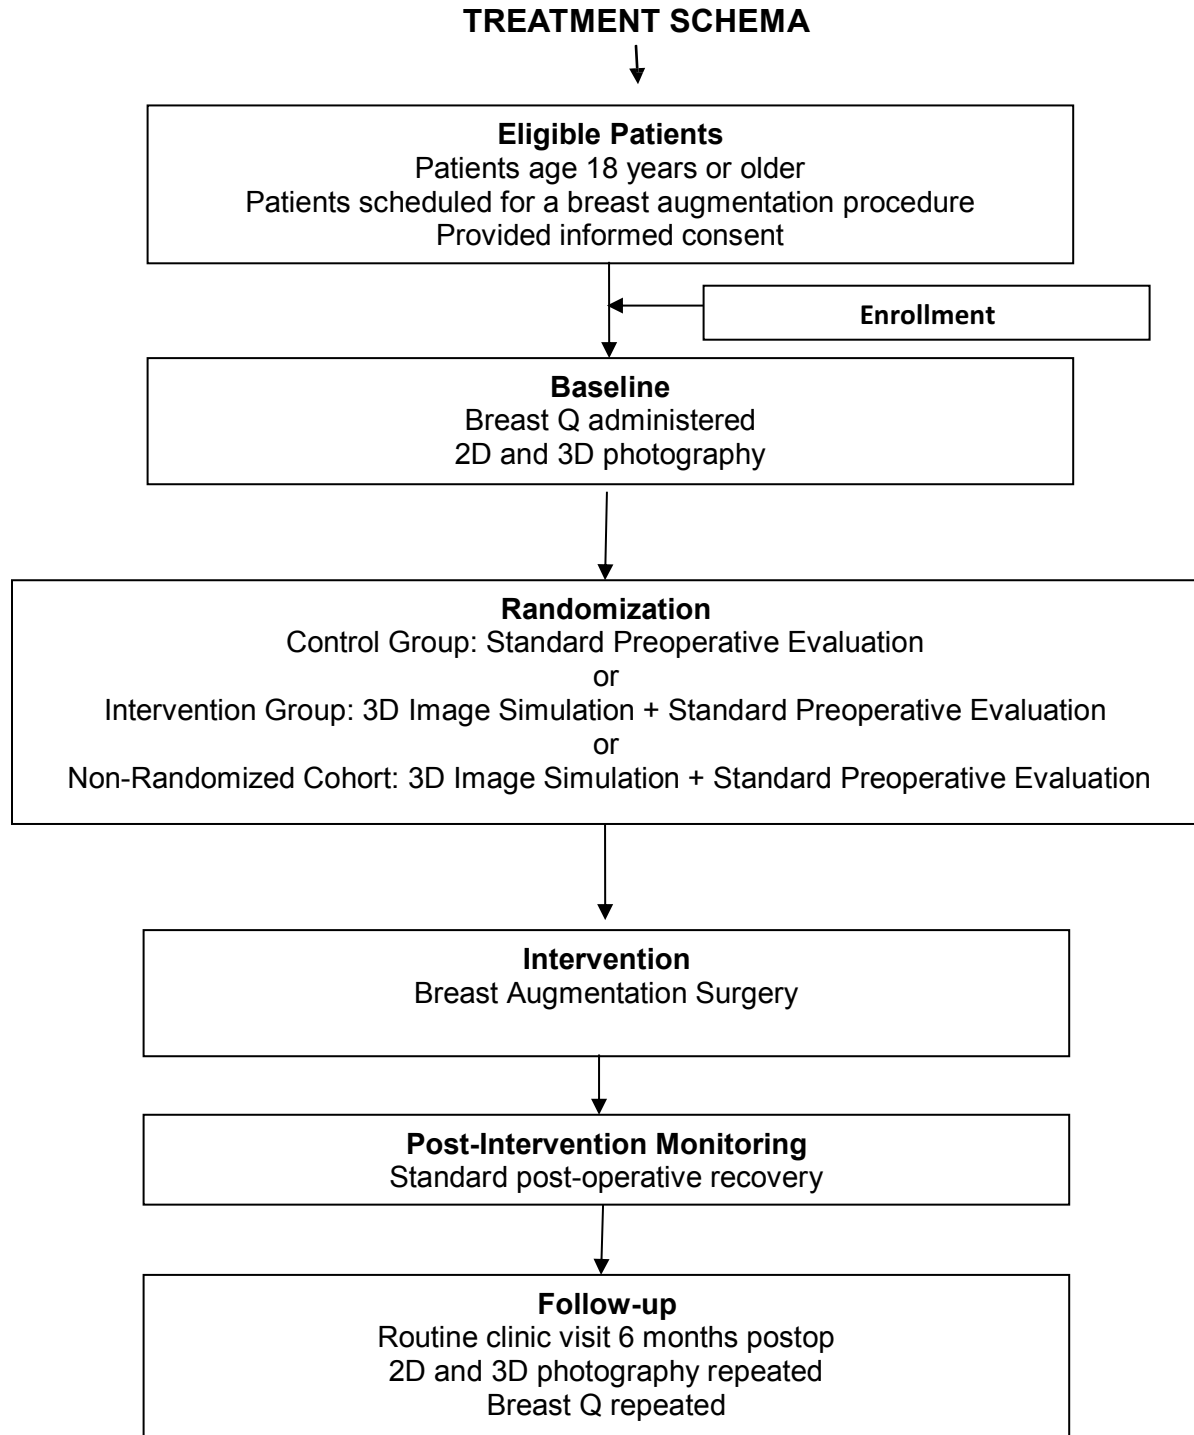 TREATMENT SCHEMA
Eligible Patients
Patients age 18 years or older
Patients scheduled for a breast augmentation procedure
Provided informed consent
Enrollment
Baseline
Breast Q administered
2D and 3D photography
Randomization
Control Group: Standard Preoperative Evaluation
or
Intervention Group: 3D Image Simulation + Standard Preoperative Evaluation
or
Non-Randomized Cohort: 3D Image Simulation + Standard Preoperative Evaluation
Intervention
Breast Augmentation Surgery
Post-Intervention Monitoring
Standard post-operative recovery
Follow-up
Routine clinic visit 6 months postop
2D and 3D photography repeated
Breast Q repeated